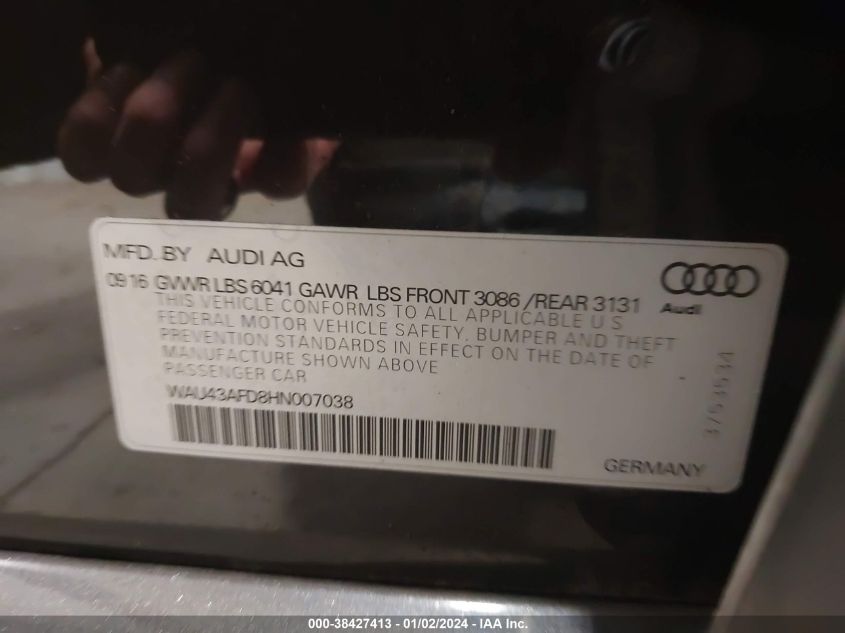 MFD. BY AUDI AG
09 16 GVWR LBS 6041 GAWR LBS FRONT 3086 /REAR 3131
THIS VEHICLE CONFORMS TO ALL APPLICABLE U S
FEDERAL MOTOR VEHICLE SAFETY, BUMPER AND THEFT
PREVENTION STANDARDS IN EFFECT ON THE DATE OF
MANUFACTURE SHOWN ABOVE
PASSENGER CAR
WAU43AFD8HN007038
Audi
3753534
GERMANY
000-38427413 - 01/02/2024 - IAA Inc.